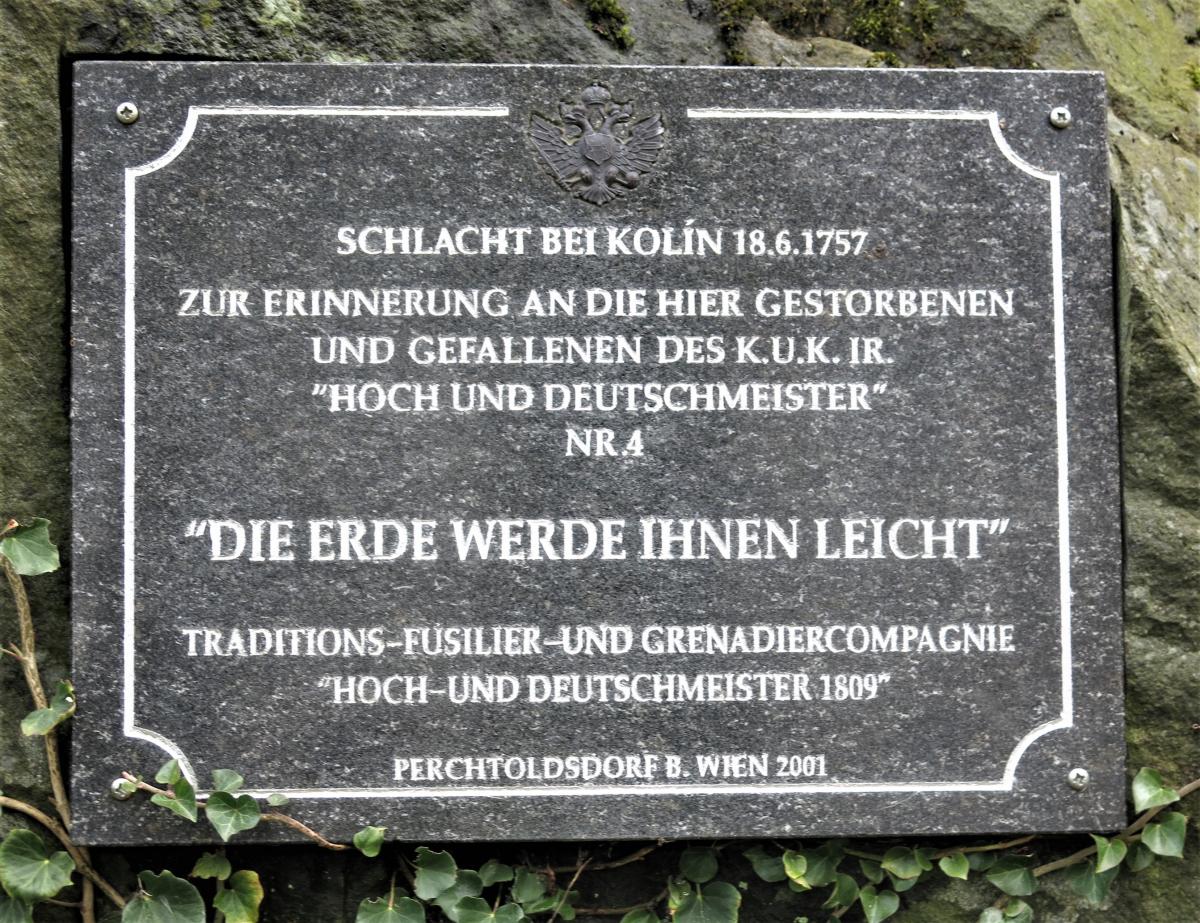 SCHLACHT BEI KOLÍN 18.6.1757
ZUR ERINNERUNG AN DIE HIER GESTORBENEN
UND GEFALLENEN DES K.U.K. IR.
"HOCH UND DEUTSCHMEISTER"
NR.4
"DIE ERDE WERDE IHNEN LEICHT"
TRADITIONS-FUSILIER-UND GRENADIERCOMPAGNIE
"HOCH-UND DEUTSCHMEISTER 1809"
PERCHTOLDSDORF B. WIEN 2001